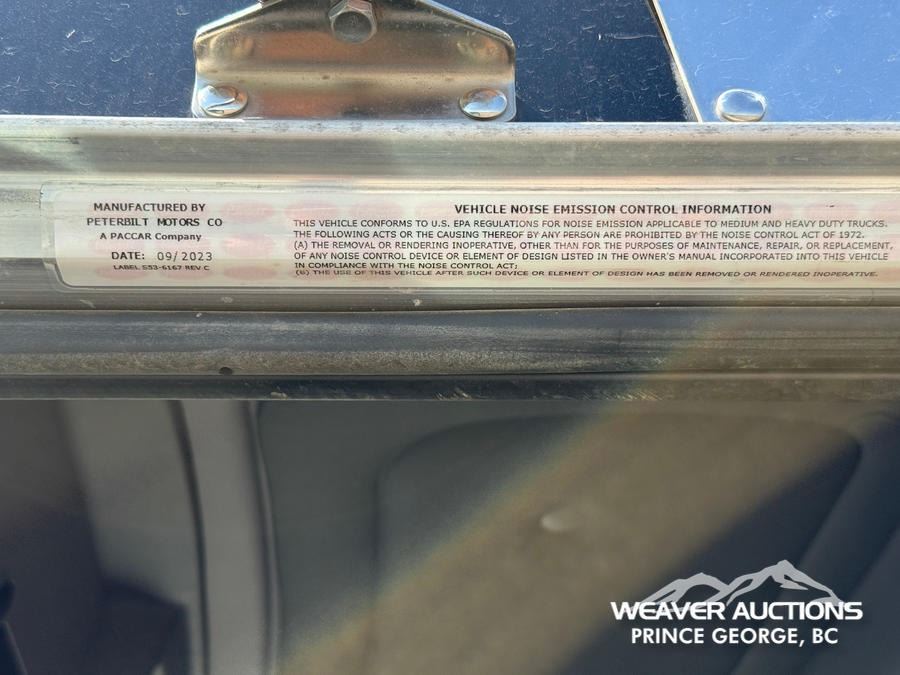 MANUFACTURED BY
PETERBILT MOTORS CO
A PACCAR Company
DATE: 09/2023
LABEL S53-6167 REV C
VEHICLE NOISE EMISSION CONTROL INFORMATION
THIS VEHICLE CONFORMS TO U.S. EPA REGULATIONS FOR NOISE EMISSION APPLICABLE TO MEDIUM AND HEAVY DUTY TRUCKS.
THE FOLLOWING ACTS OR THE CAUSING THEREOF BY ANY PERSON ARE PROHIBITED BY THE NOISE CONTROL ACT OF 1972.
(A) THE REMOVAL OR RENDERING INOPERATIVE, OTHER THAN FOR THE PURPOSES OF MAINTENANCE, REPAIR, OR REPLACEMENT,
OF ANY NOISE CONTROL DEVICE OR ELEMENT OF DESIGN LISTED IN THE OWNER'S MANUAL INCORPORATED INTO THIS VEHICLE
IN COMPLIANCE WITH THE NOISE CONTROL ACT;
(B) THE USE OF THIS VEHICLE AFTER SUCH DEVICE OR ELEMENT OF DESIGN HAS BEEN REMOVED OR RENDERED INOPERATIVE.
WEAVER AUCTIONS
PRINCE GEORGE, BC